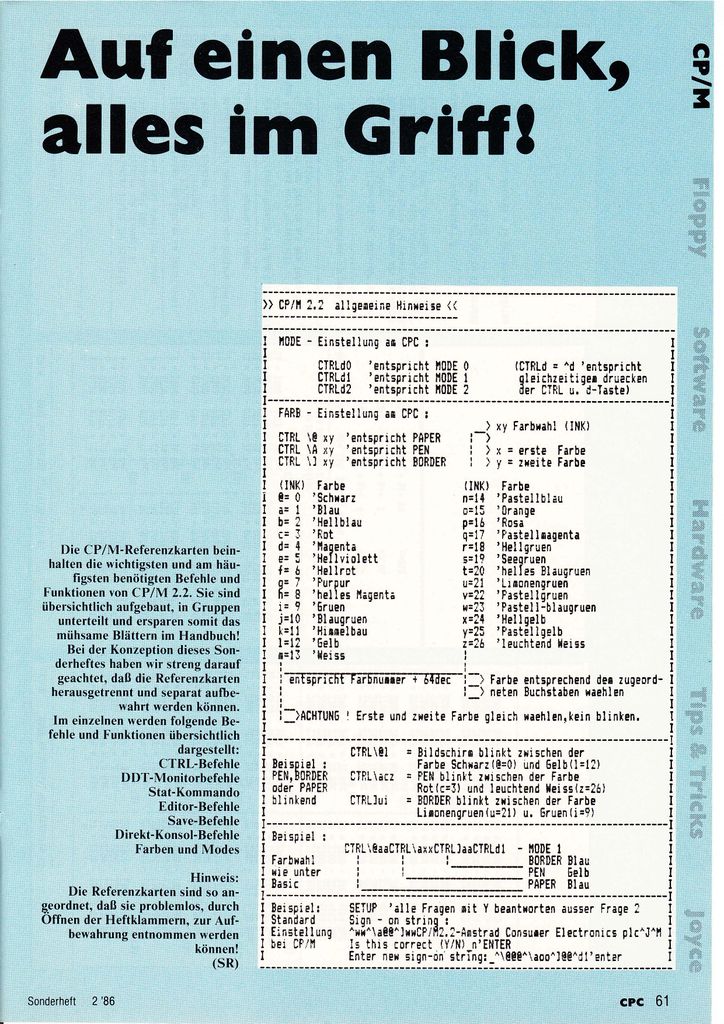 Auf einen Blick,
alles im Griff!
CP/M
Floppy
Software
Hardware
Tips & Tricks
Joyce
Die CP/M-Referenzkarten bein-
halten die wichtigsten und am häu-
figsten benötigten Befehle und
Funktionen von CP/M 2.2. Sie sind
übersichtlich aufgebaut, in Gruppen
unterteilt und ersparen somit das
mühsame Blättern im Handbuch!
Bei der Konzeption dieses Son-
derheftes haben wir streng darauf
geachtet, daß die Referenzkarten
herausgetrennt und separat aufbe-
wahrt werden können.
Im einzelnen werden folgende Be-
fehle und Funktionen übersichtlich
dargestellt:
CTRL-Befehle
DDT-Monitorbefehle
Stat-Kommando
Editor-Befehle
Save-Befehle
Direkt-Konsol-Befehle
Farben und Modes
Hinweis:
Die Referenzkarten sind so an-
geordnet, daß sie problemlos, durch
Öffnen der Heftklammern, zur Auf-
bewahrung entnommen werden
können!
(SR)
>> CP/M 2.2 allgemeine Hinweise <<
MODE - Einstellung am CPC :
CTRLd0 'entspricht MODE 0 (CTRLd = ^d 'entspricht
CTRLd1 'entspricht MODE 1 gleichzeitigem druecken
CTRLd2 'entspricht MODE 2 der CTRL u. d-Taste)
FARB - Einstellung am CPC :
> xy Farbwahl (INK)
CTRL \@ xy 'entspricht PAPER >
CTRL \A xy 'entspricht PEN > x = erste Farbe
CTRL \] xy 'entspricht BORDER > y = zweite Farbe
(INK) Farbe (INK) Farbe
@= 0 'Schwarz n=14 'Pastellblau
a= 1 'Blau o=15 'Orange
b= 2 'Hellblau p=16 'Rosa
c= 3 'Rot q=17 'Pastellmagenta
d= 4 'Magenta r=18 'Hellgruen
e= 5 'Hellviolett s=19 'Seegruen
f= 6 'Hellrot t=20 'helles Blaugruen
g= 7 'Purpur u=21 'Limonengruen
h= 8 'helles Magenta v=22 'Pastellgruen
i= 9 'Gruen w=23 'Pastell-blaugruen
j=10 'Blaugruen x=24 'Hellgelb
k=11 'Himmelbau y=25 'Pastellgelb
l=12 'Gelb z=26 'leuchtend Weiss
m=13 'Weiss
entspricht Farbnummer + 64dec > Farbe entsprechend dem zugeord-
> neten Buchstaben waehlen
>ACHTUNG ! Erste und zweite Farbe gleich waehlen,kein blinken.
CTRL\@l = Bildschirm blinkt zwischen der
Beispiel : Farbe Schwarz(@=0) und Gelb(l=12)
PEN,BORDER CTRL\acz = PEN blinkt zwischen der Farbe
oder PAPER Rot(c=3) und leuchtend Weiss(z=26)
blinkend CTRL]ui = BORDER blinkt zwischen der Farbe
Limonengruen(u=21) u. Gruen(i=9)
Beispiel :
CTRL\@aaCTRL\axxCTRL]aaCTRLd1 - MODE 1
Farbwahl BORDER Blau
wie unter PEN Gelb
Basic PAPER Blau
Beispiel: SETUP 'alle Fragen mit Y beantworten ausser Frage 2
Standard Sign - on string :
Einstellung ^ww^\a@@^]wwCP/M2.2-Amstrad Consumer Electronics plc^J^M
bei CP/M Is this correct (Y/N)_n'ENTER
Enter new sign-on string:_^\@@@^\aoo^]@@^d1'enter
Sonderheft 2 '86
CPC 61